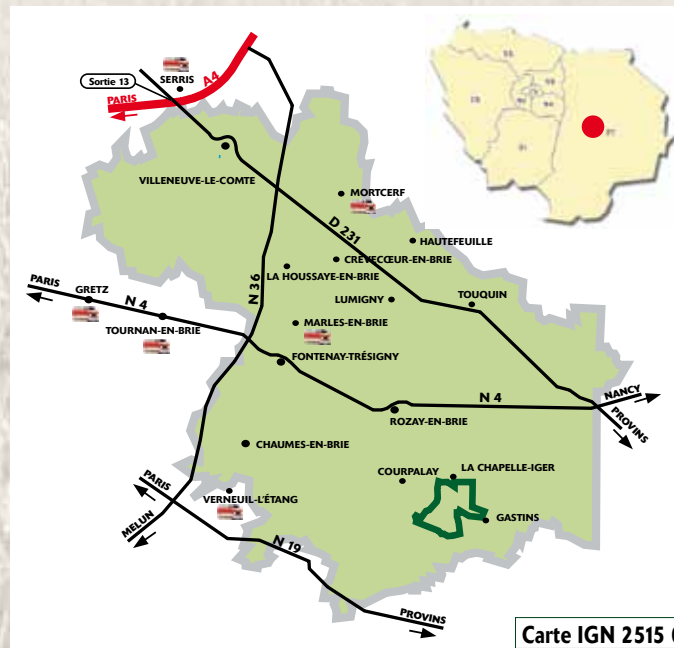 A4
SERRIS
Sortie 13
PARIS
VILLENEUVE-LE-COMTE
MORTCERF
D 231
HAUTEFEUILLE
CRÈVECŒUR-EN-BRIE
N 36
LA HOUSSAYE-EN-BRIE
PARIS
GRETZ
N 4
LUMIGNY
TOUQUIN
TOURNAN-EN-BRIE
MARLES-EN-BRIE
FONTENAY-TRÉSIGNY
NANCY
N 4
ROZAY-EN-BRIE
PROVINS
CHAUMES-EN-BRIE
PARIS
COURPALAY
LA CHAPELLE-IGER
VERNEUIL-L'ÉTANG
GASTINS
MELUN
N 19
PROVINS
Carte IGN 2515